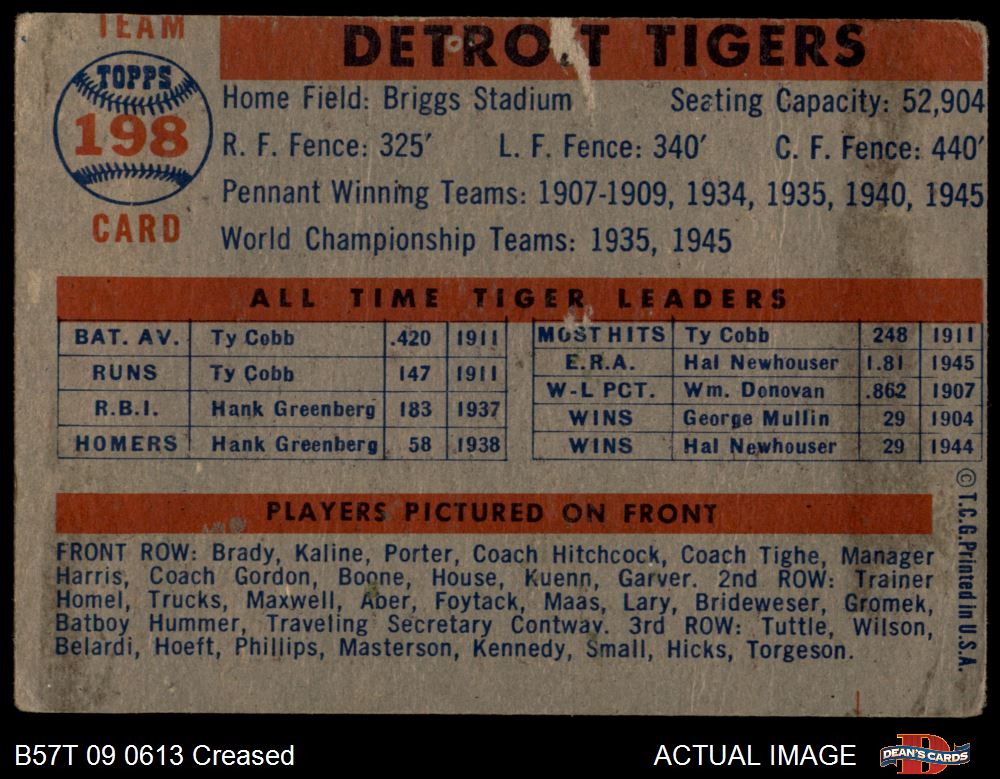 TEAM
TOPPS
198
CARD
DETROIT TIGERS
Home Field: Briggs Stadium Seating Capacity: 52,904
R. F. Fence: 325′ L. F. Fence: 340′ C. F. Fence: 440′
Pennant Winning Teams: 1907-1909, 1934, 1935, 1940, 1945
World Championship Teams: 1935, 1945
ALL TIME TIGER LEADERS
BAT. AV. Ty Cobb .420 1911
RUNS Ty Cobb 147 1911
R.B.I. Hank Greenberg 183 1937
HOMERS Hank Greenberg 58 1938
MOST HITS Ty Cobb 248 1911
E.R.A. Hal Newhouser 1.81 1945
W-L PCT. Wm. Donovan .862 1907
WINS George Mullin 29 1904
WINS Hal Newhouser 29 1944
PLAYERS PICTURED ON FRONT
FRONT ROW: Brady, Kaline, Porter, Coach Hitchcock, Coach Tighe, Manager
Harris, Coach Gordon, Boone, House, Kuenn, Garver. 2nd ROW: Trainer
Homel, Trucks, Maxwell, Aber, Foytack, Maas, Lary, Brideweser, Gromek,
Batboy Hummer, Traveling Secretary Contway. 3rd ROW: Tuttle, Wilson,
Belardi, Hoeft, Phillips, Masterson, Kennedy, Small, Hicks, Torgeson.
© T.C.G. Printed in U.S.A.
B57T 09 0613 Creased
ACTUAL IMAGE
DEAN'S CARDS